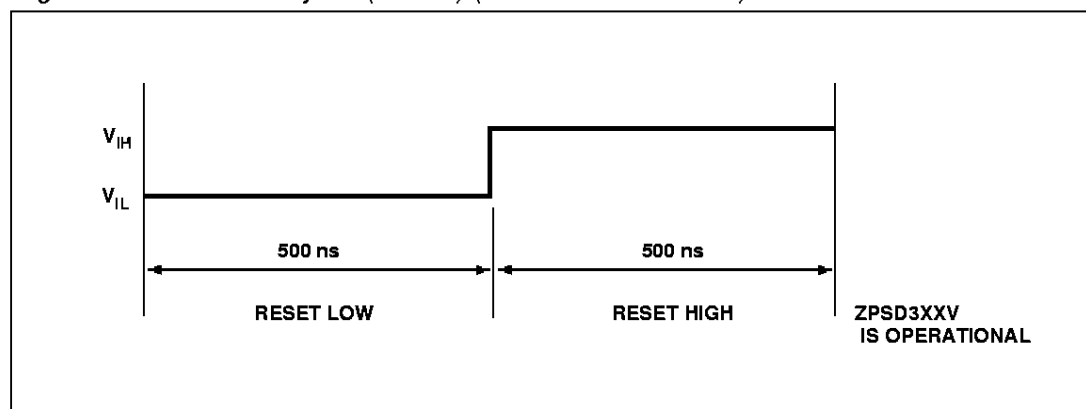 V_IH
V_IL
500 ns 500 ns
RESET LOW RESET HIGH ZPSD3XXV
IS OPERATIONAL